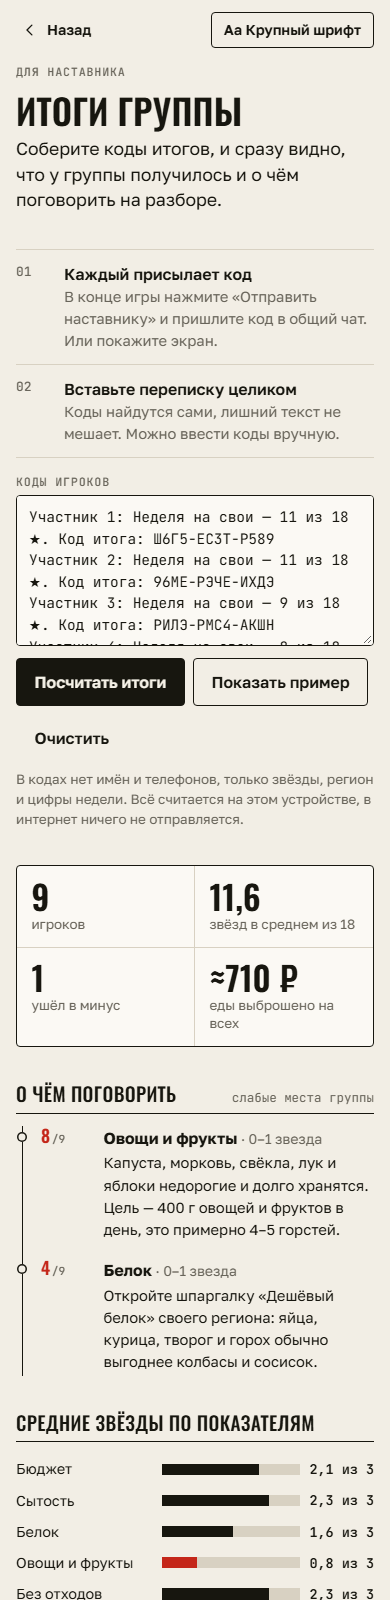 Назад
Aa Крупный шрифт
ДЛЯ НАСТАВНИКА
ИТОГИ ГРУППЫ
Соберите коды итогов, и сразу видно,
что у группы получилось и о чём
поговорить на разборе.
01
Каждый присылает код
В конце игры нажмите «Отправить
наставнику» и пришлите код в общий чат.
Или покажите экран.
02
Вставьте переписку целиком
Коды найдутся сами, лишний текст не
мешает. Можно ввести коды вручную.
КОДЫ ИГРОКОВ
Участник 1: Неделя на свои — 11 из 18
★. Код итога: Ш6Г5-ЕС3Т-Р589
Участник 2: Неделя на свои — 11 из 18
★. Код итога: 96МЕ-РЭЧЕ-ИХДЭ
Участник 3: Неделя на свои — 9 из 18
★. Код итога: РИЛЭ-РМС4-АКШН
Посчитать итоги
Показать пример
Очистить
В кодах нет имён и телефонов, только звёзды, регион
и цифры недели. Всё считается на этом устройстве, в
интернет ничего не отправляется.
9
игроков
11,6
звёзд в среднем из 18
1
ушёл в минус
≈710 ₽
еды выброшено на
всех
О ЧЁМ ПОГОВОРИТЬ
слабые места группы
8/9
Овощи и фрукты · 0–1 звезда
Капуста, морковь, свёкла, лук и
яблоки недорогие и долго хранятся.
Цель — 400 г овощей и фруктов в
день, это примерно 4–5 горстей.
4/9
Белок · 0–1 звезда
Откройте шпаргалку «Дешёвый
белок» своего региона: яйца,
курица, творог и горох обычно
выгоднее колбасы и сосисок.
СРЕДНИЕ ЗВЁЗДЫ ПО ПОКАЗАТЕЛЯМ
Бюджет 2,1 из 3
Сытость 2,3 из 3
Белок 1,6 из 3
Овощи и фрукты 0,8 из 3
Без отходов 2,3 из 3